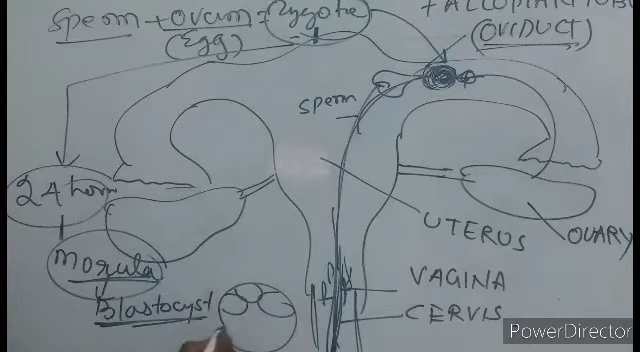 Sperm + Ovum = Zygote
(Egg)
(OVIDUCT)
sperm
24 hour
UTERUS
OVARY
Morula
VAGINA
Blastocyst
CERVIS
PowerDirector